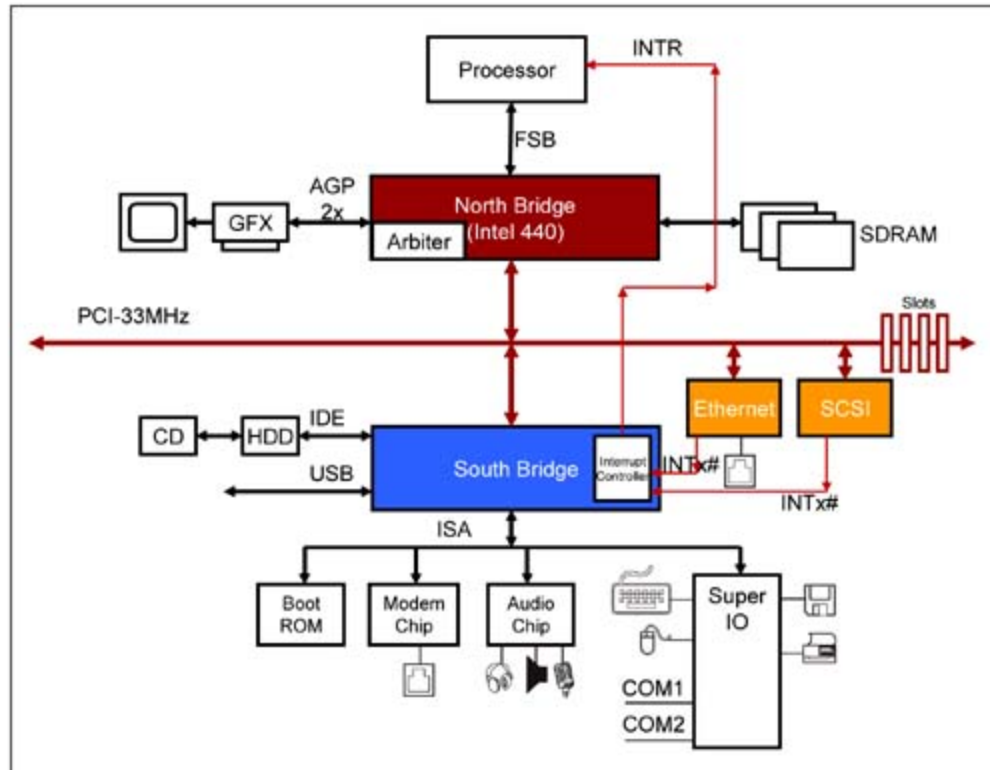 INTR
Processor
FSB
AGP
2x
North Bridge
(Intel 440)
GFX
Arbiter
SDRAM
PCI-33MHz
Slots
Ethernet
SCSI
IDE
CD
HDD
South Bridge
Interrupt
Controller
INTx#
USB
INTx#
ISA
Boot
ROM
Modem
Chip
Audio
Chip
Super
IO
COM1
COM2